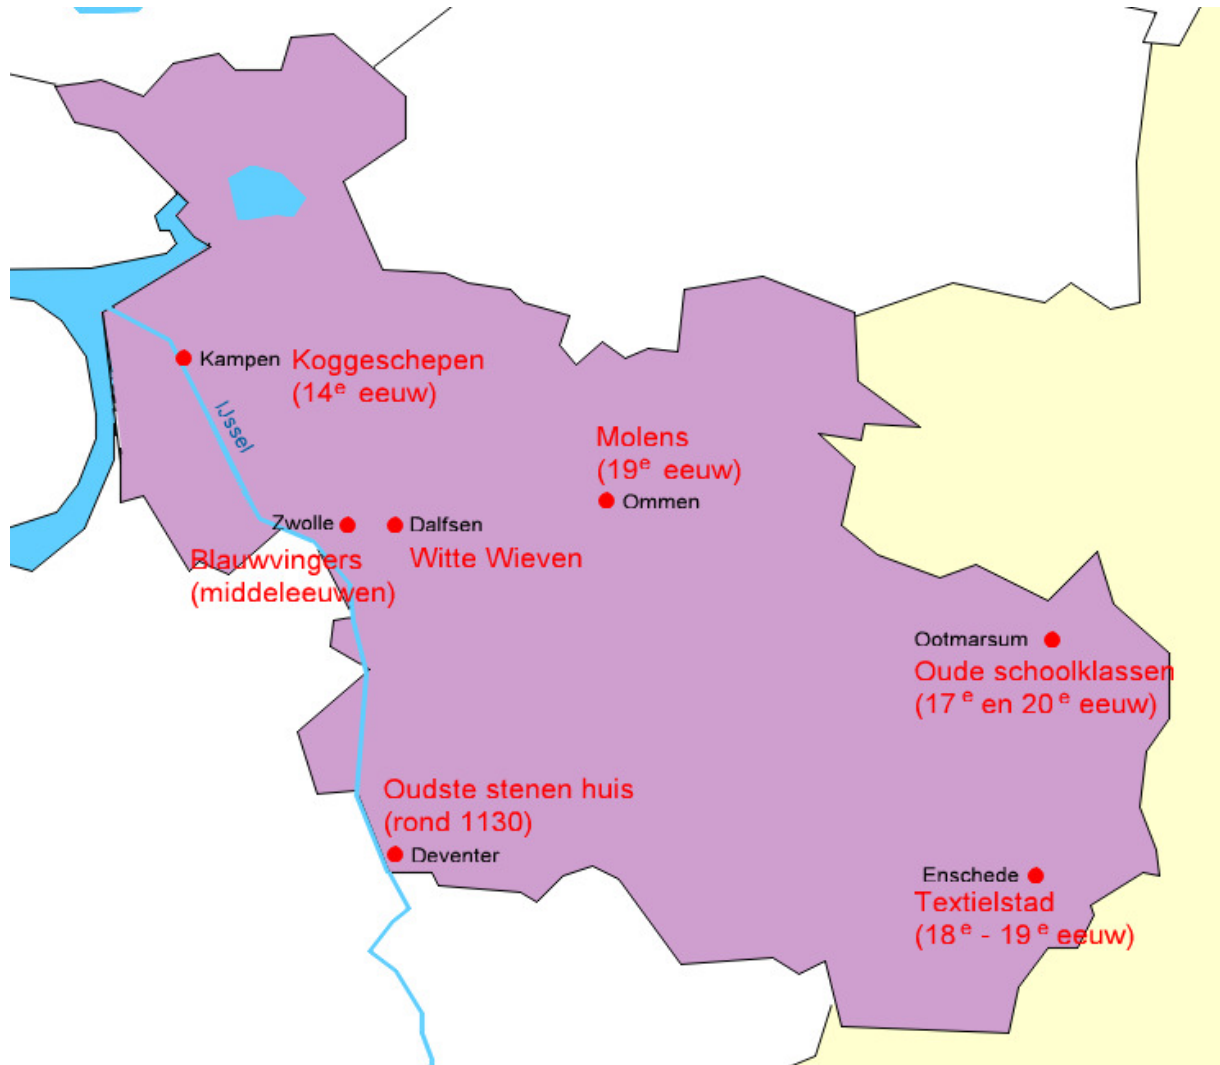 Kampen
Koggeschepen
(14e eeuw)
IJssel
Molens
(19e eeuw)
Ommen
Zwolle
Blauwvingers
(middeleeuwen)
Dalfsen
Witte Wieven
Ootmarsum
Oude schoolklassen
(17e en 20e eeuw)
Oudste stenen huis
(rond 1130)
Deventer
Enschede
Textielstad
(18e - 19e eeuw)